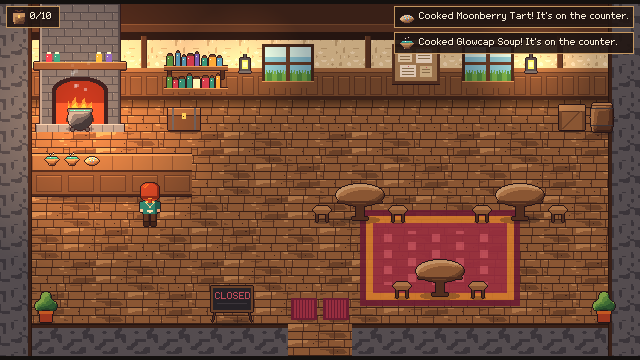 0/10
Cooked Moonberry Tart! It's on the counter.
Cooked Glowcap Soup! It's on the counter.
CLOSED